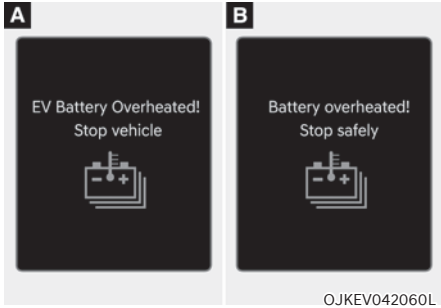 A
EV Battery Overheated!
Stop vehicle
B
Battery overheated!
Stop safely
OJKEV042060L